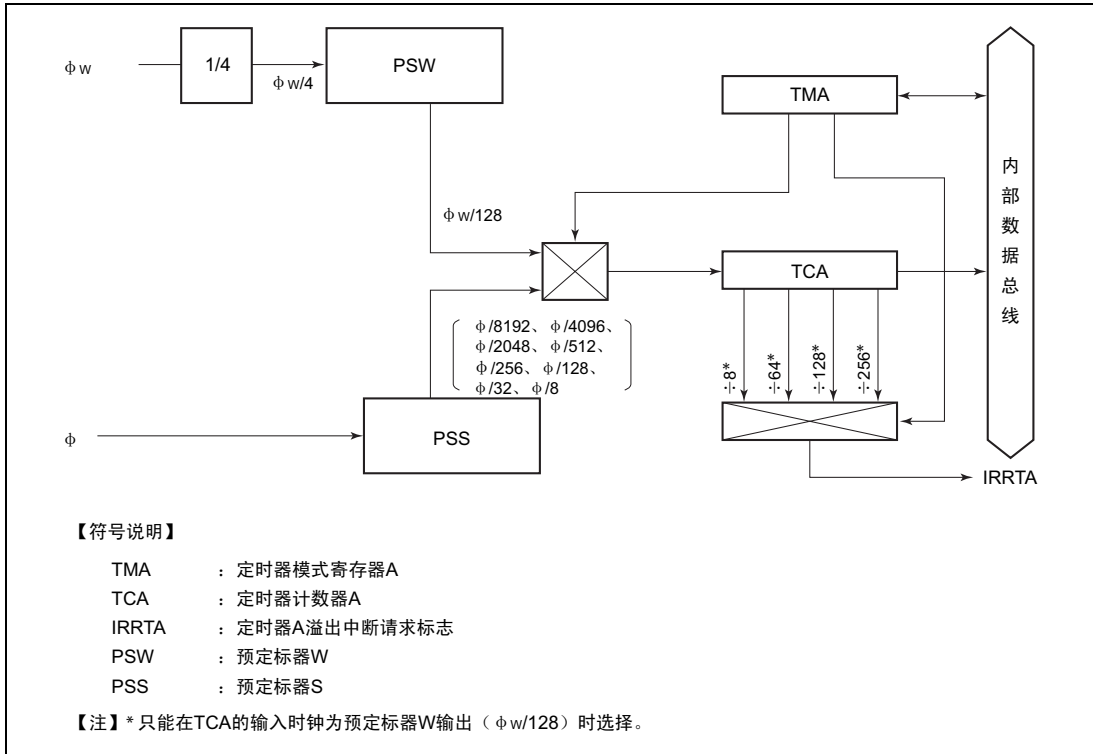 φw
1/4
φw/4
PSW
TMA
φw/128
TCA
内部数据总线
φ/8192、φ/4096、
φ/2048、φ/512、
φ/256、φ/128、
φ/32、φ/8
÷8*
÷64*
÷128*
÷256*
φ
PSS
IRRTA
【符号说明】
TMA ：定时器模式寄存器A
TCA ：定时器计数器A
IRRTA ：定时器A溢出中断请求标志
PSW ：预定标器W
PSS ：预定标器S
【注】* 只能在TCA的输入时钟为预定标器W输出（φw/128）时选择。